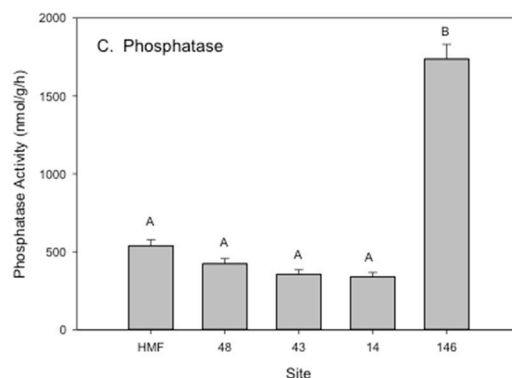 2000
C. Phosphatase
B
1500
Phosphatase Activity (nmol/g/h)
1000
A
A
A
A
500
0
HMF 48 43 14 146
Site